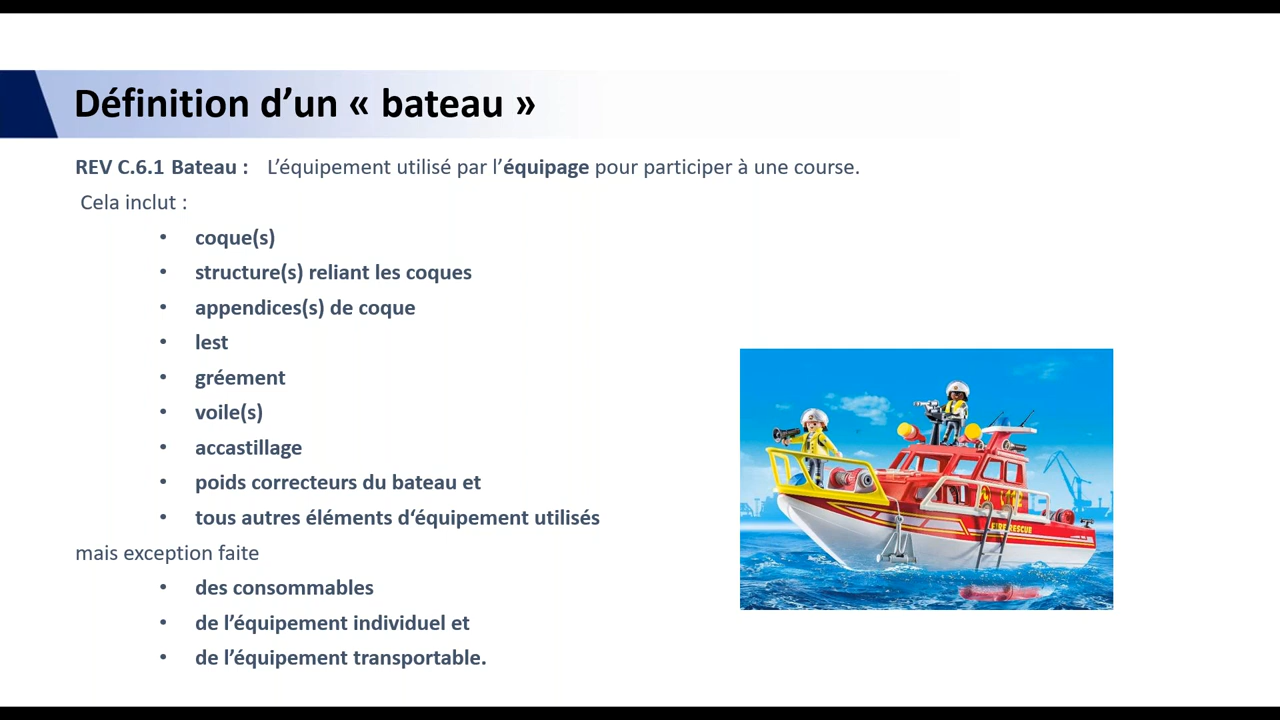 Définition d’un « bateau »
REV C.6.1 Bateau : L’équipement utilisé par l’équipage pour participer à une course.
Cela inclut :
• coque(s)
• structure(s) reliant les coques
• appendices(s) de coque
• lest
• gréement
• voile(s)
• accastillage
• poids correcteurs du bateau et
• tous autres éléments d‘équipement utilisés
mais exception faite
• des consommables
• de l’équipement individuel et
• de l’équipement transportable.
FIRE RESCUE